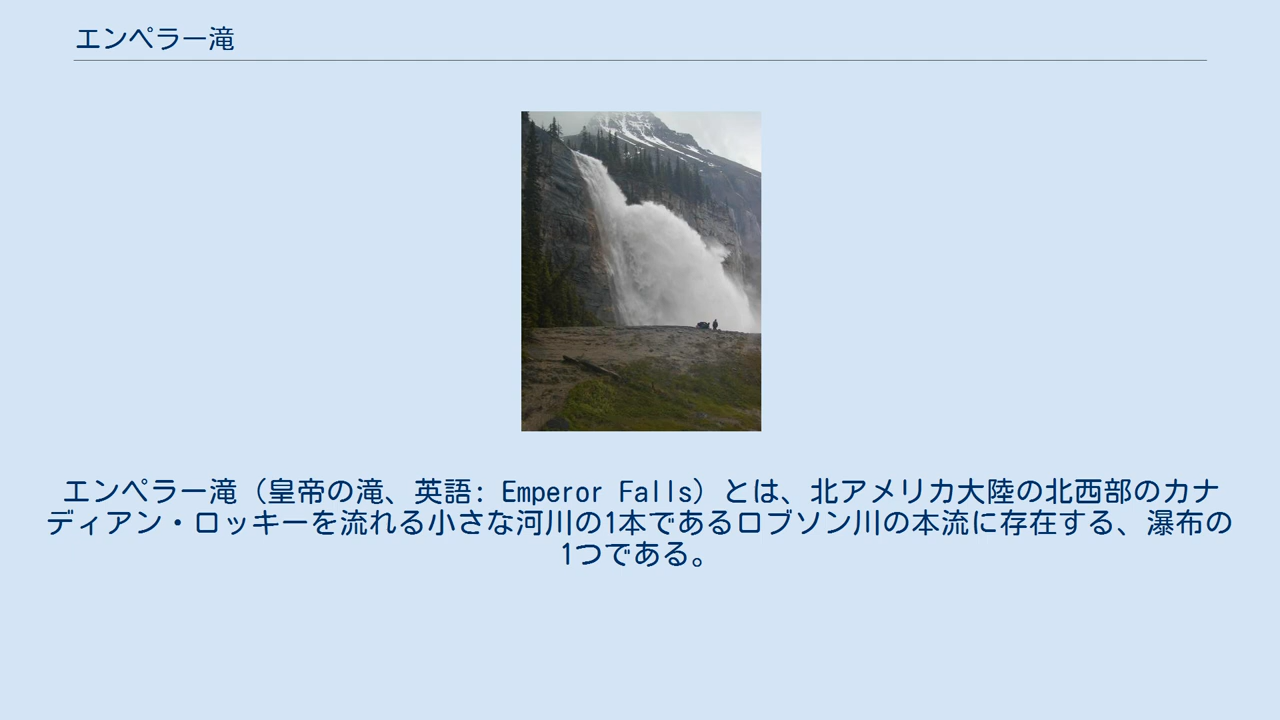 エンペラー滝
エンペラー滝（皇帝の滝、英語: Emperor Falls）とは、北アメリカ大陸の北西部のカナ
ディアン・ロッキーを流れる小さな河川の1本であるロブソン川の本流に存在する、瀑布の
1つである。